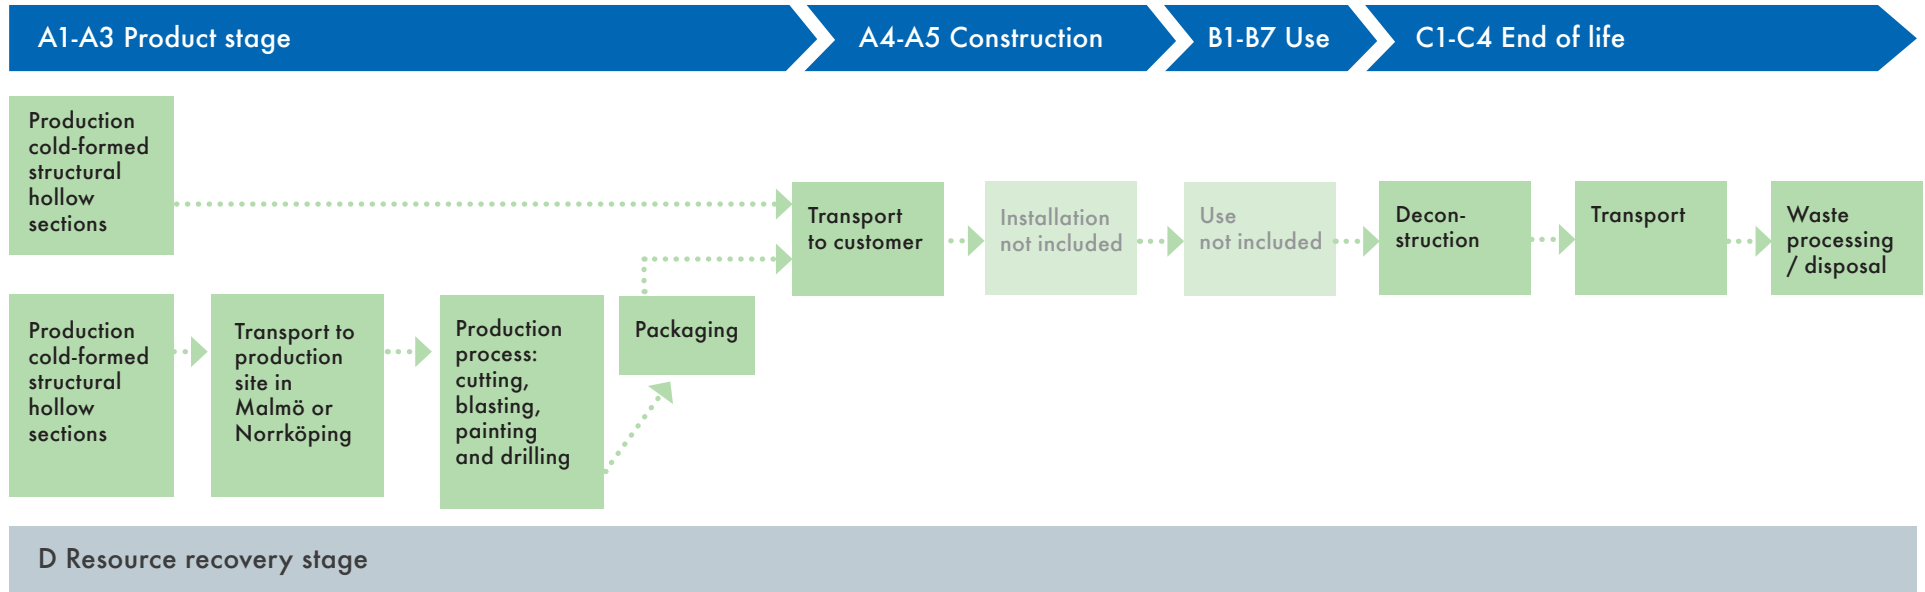 A1-A3 Product stage
A4-A5 Construction
B1-B7 Use
C1-C4 End of life
Production
cold-formed
structural
hollow
sections
Transport
to customer
Installation
not included
Use
not included
Decon-
struction
Transport
Waste
processing
/ disposal
Production
cold-formed
structural
hollow
sections
Transport to
production
site in
Malmö or
Norrköping
Production
process:
cutting,
blasting,
painting
and drilling
Packaging
D Resource recovery stage